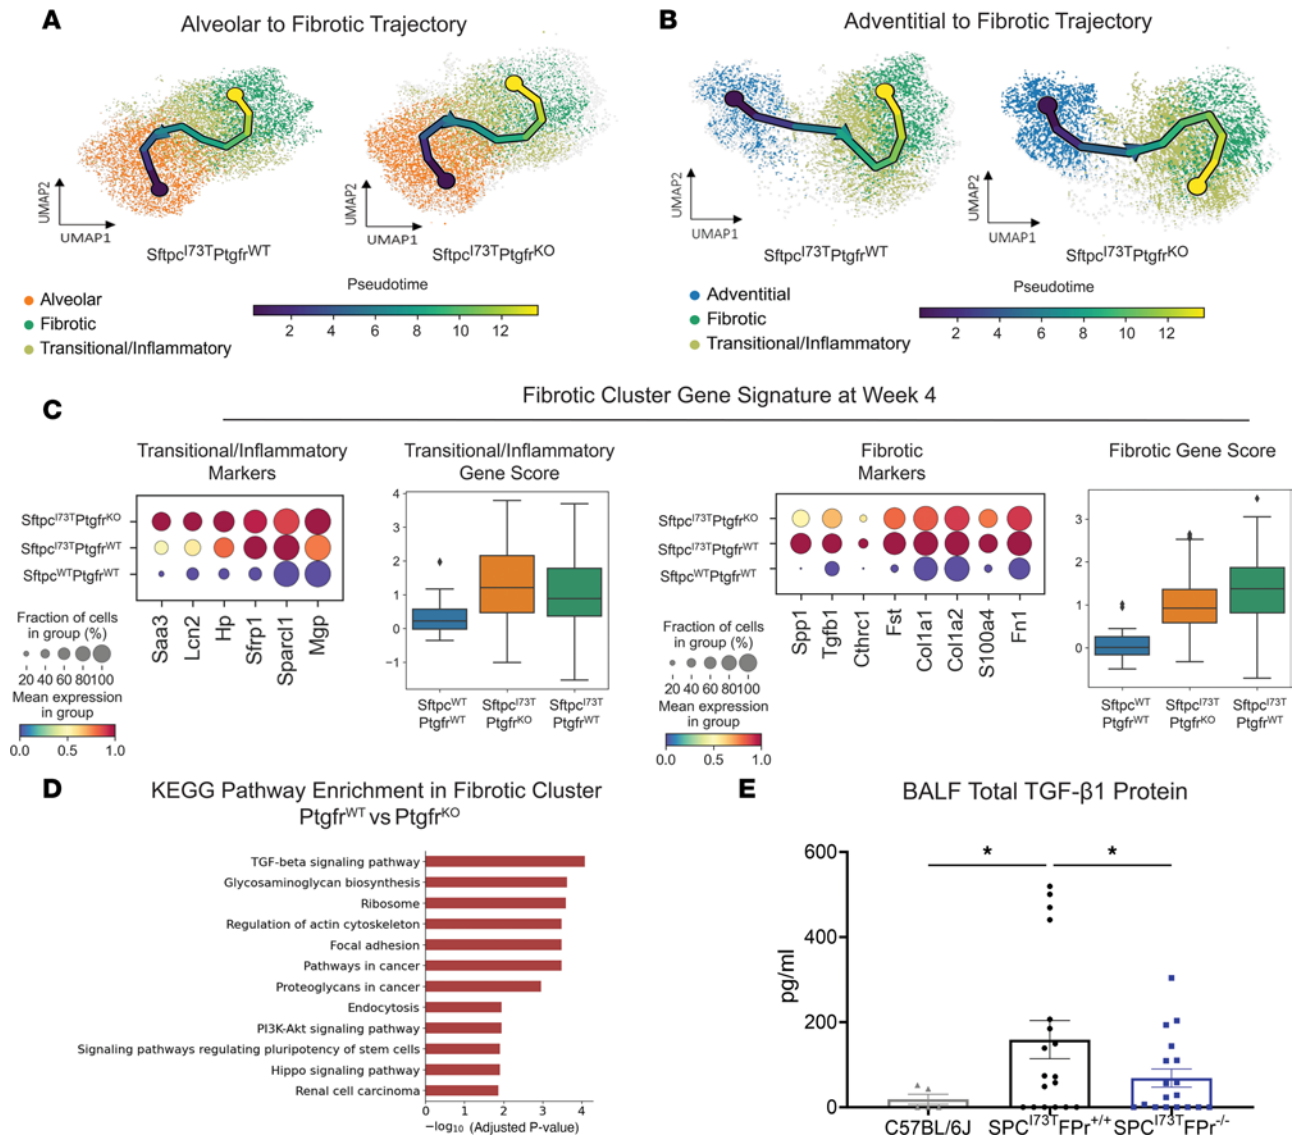 A
Alveolar to Fibrotic Trajectory
UMAP2
UMAP1
UMAP2
UMAP1
Sftpc^I73T Ptgfr^WT
Sftpc^I73T Ptgfr^KO
Pseudotime
2 4 6 8 10 12
Alveolar
Fibrotic
Transitional/Inflammatory
B
Adventitial to Fibrotic Trajectory
UMAP2
UMAP1
UMAP2
UMAP1
Sftpc^I73T Ptgfr^WT
Sftpc^I73T Ptgfr^KO
Pseudotime
2 4 6 8 10 12
Adventitial
Fibrotic
Transitional/Inflammatory
C
Fibrotic Cluster Gene Signature at Week 4
Transitional/Inflammatory
Markers
Sftpc^I73T Ptgfr^KO
Sftpc^I73T Ptgfr^WT
Sftpc^WT Ptgfr^WT
Saa3 Lcn2 Hp Sfrp1 Sparcl1 Mgp
Fraction of cells
in group (%)
20 40 60 80 100
Mean expression
in group
0.0 0.5 1.0
Transitional/Inflammatory
Gene Score
4
3
2
1
0
−1
Sftpc^WT Sftpc^I73T Sftpc^I73T
Ptgfr^WT Ptgfr^KO Ptgfr^WT
Fibrotic
Markers
Sftpc^I73T Ptgfr^KO
Sftpc^I73T Ptgfr^WT
Sftpc^WT Ptgfr^WT
Spp1 Tgfb1 Cthrc1 Fst Col1a1 Col1a2 S100a4 Fn1
Fraction of cells
in group (%)
20 40 60 80 100
Mean expression
in group
0.0 0.5 1.0
Fibrotic Gene Score
3
2
1
0
Sftpc^WT Sftpc^I73T Sftpc^I73T
Ptgfr^WT Ptgfr^KO Ptgfr^WT
D
KEGG Pathway Enrichment in Fibrotic Cluster
Ptgfr^WT vs Ptgfr^KO
TGF-beta signaling pathway
Glycosaminoglycan biosynthesis
Ribosome
Regulation of actin cytoskeleton
Focal adhesion
Pathways in cancer
Proteoglycans in cancer
Endocytosis
PI3K-Akt signaling pathway
Signaling pathways regulating pluripotency of stem cells
Hippo signaling pathway
Renal cell carcinoma
0 1 2 3 4
−log₁₀ (Adjusted P-value)
E
BALF Total TGF-β1 Protein
* *
600
400
200
0
pg/ml
C57BL/6J SPC^I73T FPr^+/+ SPC^I73T FPr^-/-